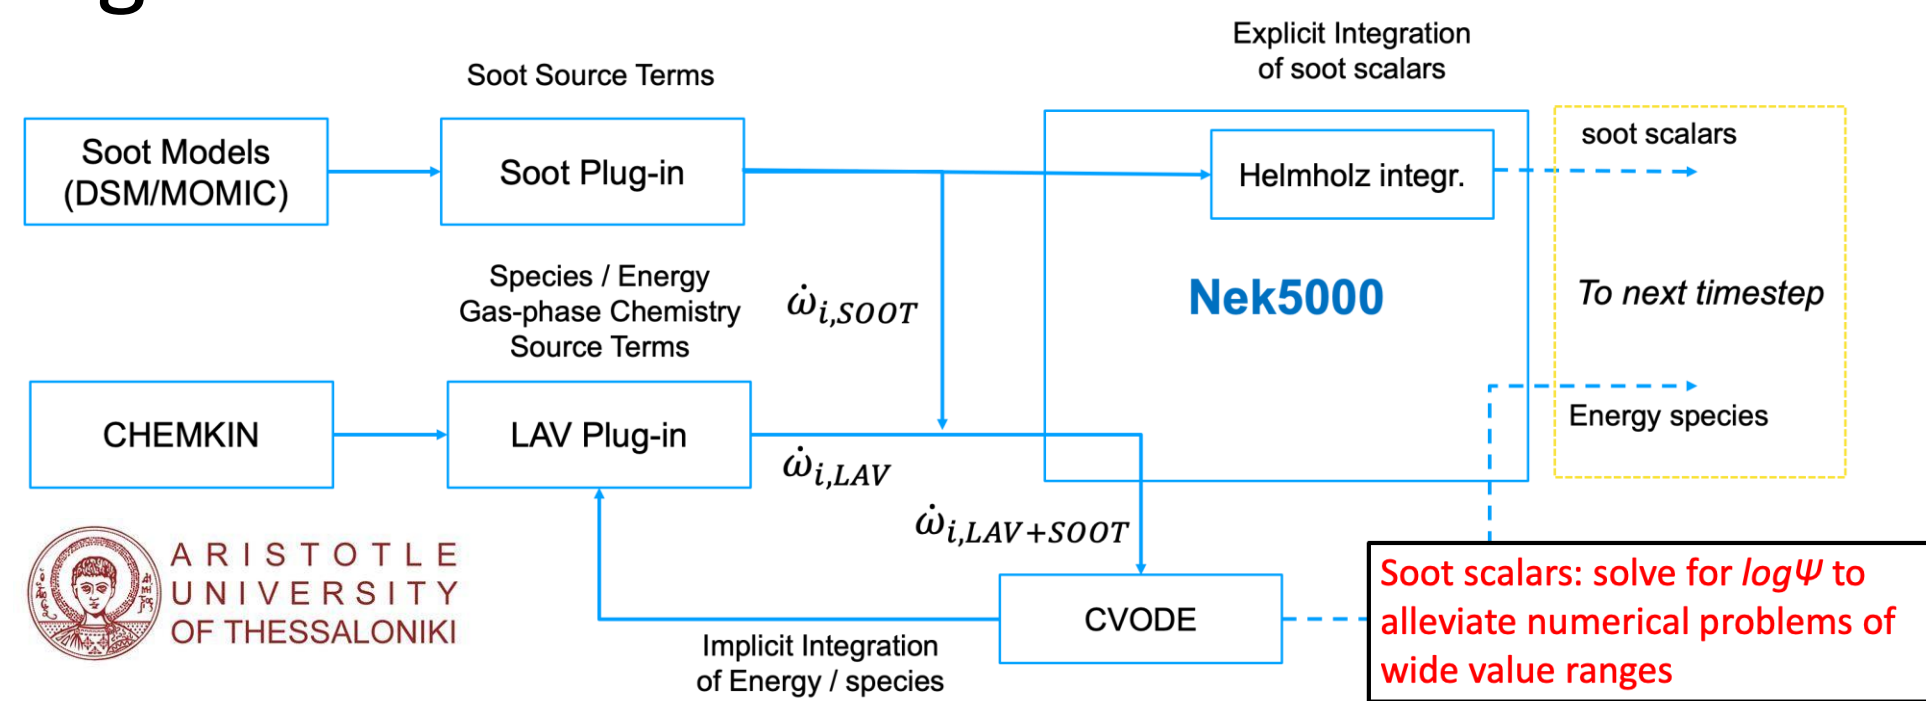 Explicit Integration
of soot scalars
Soot Source Terms
Soot Models
(DSM/MOMIC)
Soot Plug-in
Helmholz integr.
soot scalars
Species / Energy
Gas-phase Chemistry
Source Terms
ω̇i,SOOT
Nek5000
To next timestep
CHEMKIN
LAV Plug-in
ω̇i,LAV
Energy species
ω̇i,LAV+SOOT
ARISTOTLE
UNIVERSITY
OF THESSALONIKI
CVODE
Implicit Integration
of Energy / species
Soot scalars: solve for logΨ to
alleviate numerical problems of
wide value ranges